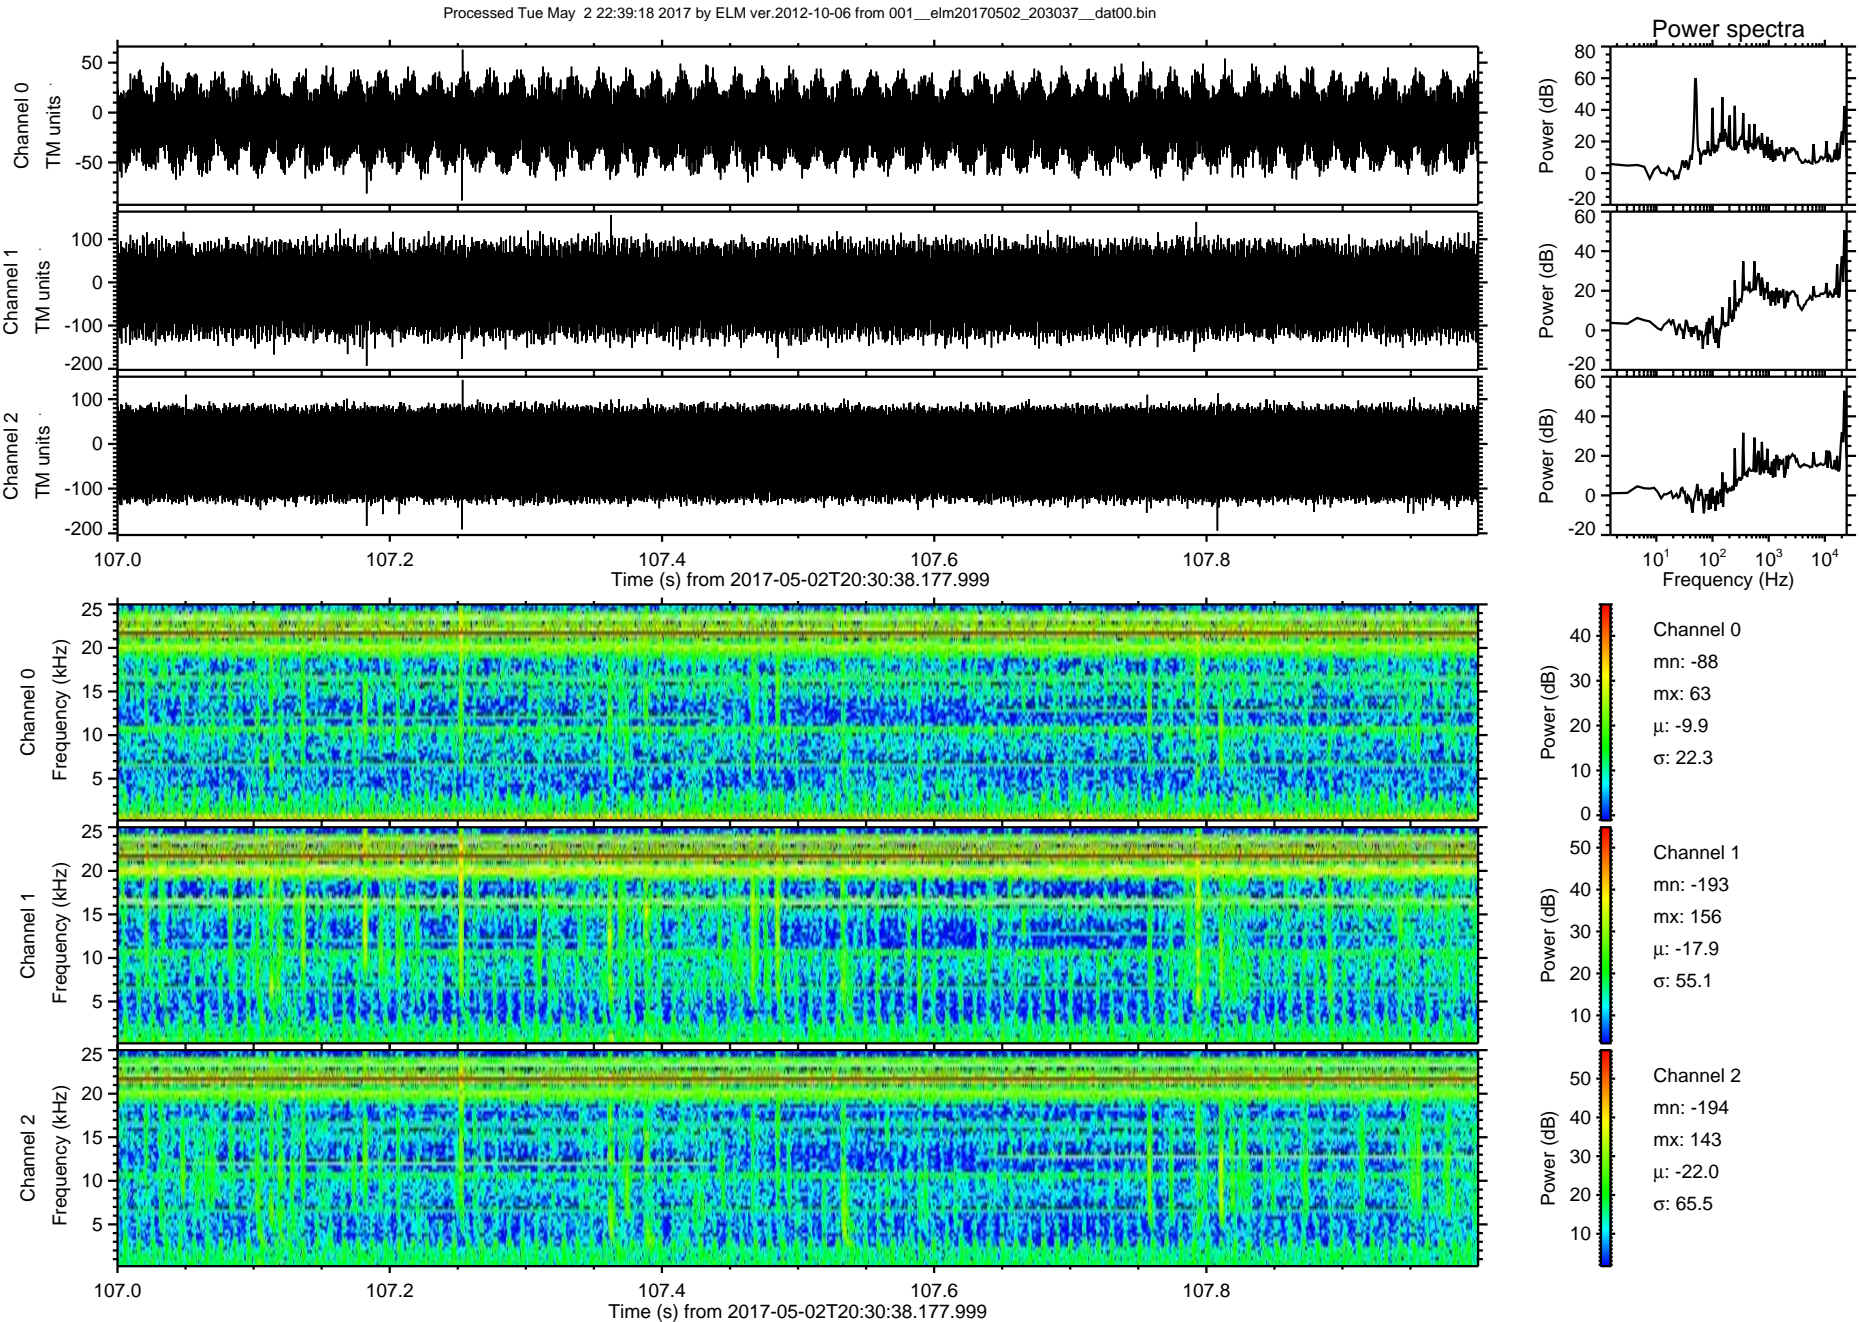 Processed Tue May  2 22:39:18 2017 by ELM ver.2012-10-06 from 001__elm20170502_203037__dat00.bin
Power spectra
Channel 0
TM units
50
0
-50
Power (dB)
80
60
40
20
0
-20
Channel 1
TM units
100
0
-100
-200
Power (dB)
60
40
20
0
-20
Channel 2
TM units
100
0
-100
-200
Power (dB)
60
40
20
0
-20
107.0 107.2 107.4 107.6 107.8
Time (s) from 2017-05-02T20:30:38.177.999
10¹ 10² 10³ 10⁴
Frequency (Hz)
Channel 0
Frequency (kHz)
25
20
15
10
5
Power (dB)
40
30
20
10
0
Channel 0
mn: -88
mx: 63
μ: -9.9
σ: 22.3
Channel 1
Frequency (kHz)
25
20
15
10
5
Power (dB)
50
40
30
20
10
Channel 1
mn: -193
mx: 156
μ: -17.9
σ: 55.1
Channel 2
Frequency (kHz)
25
20
15
10
5
Power (dB)
50
40
30
20
10
Channel 2
mn: -194
mx: 143
μ: -22.0
σ: 65.5
107.0 107.2 107.4 107.6 107.8
Time (s) from 2017-05-02T20:30:38.177.999